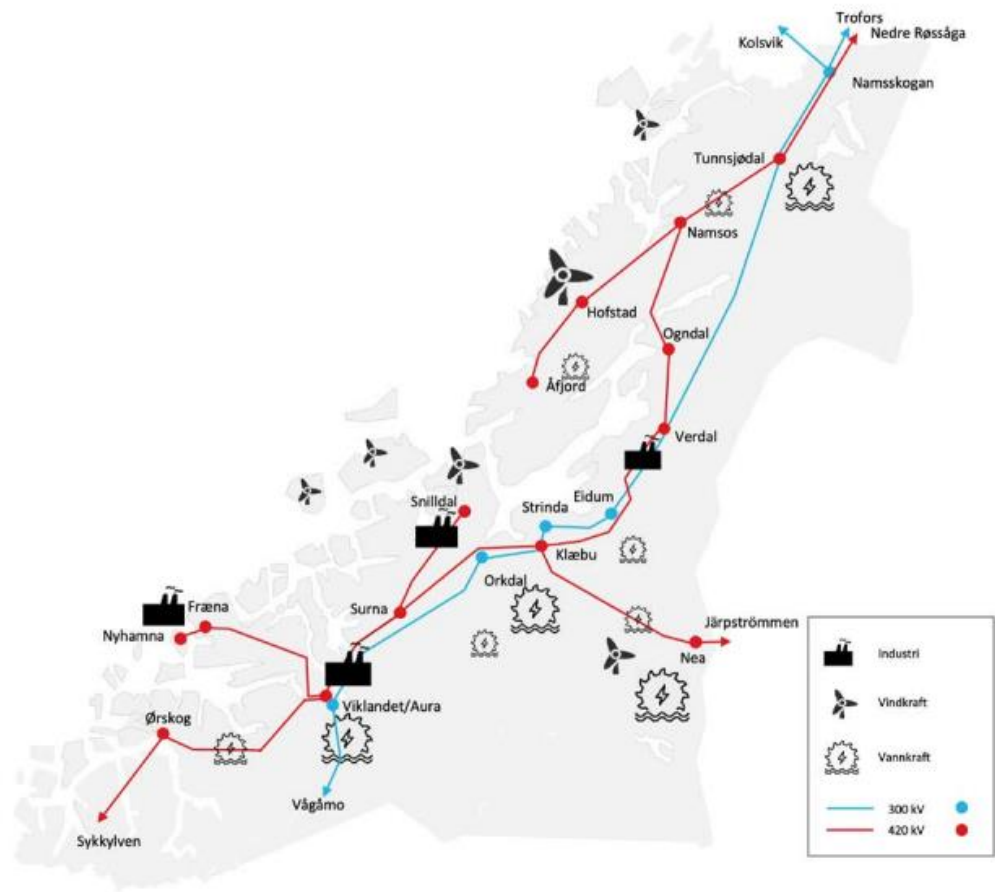 Trofors
Nedre Røssåga
Kolsvik
Namsskogan
Tunnsjødal
Namsos
Hofstad
Ogndal
Åfjord
Verdal
Snilldal
Eidum
Strinda
Klæbu
Orkdal
Surna
Fræna
Nyhamna
Järpströmmen
Nea
Viklandet/Aura
Ørskog
Vågåmo
Sykkylven
Industri
Vindkraft
Vannkraft
300 kV
420 kV